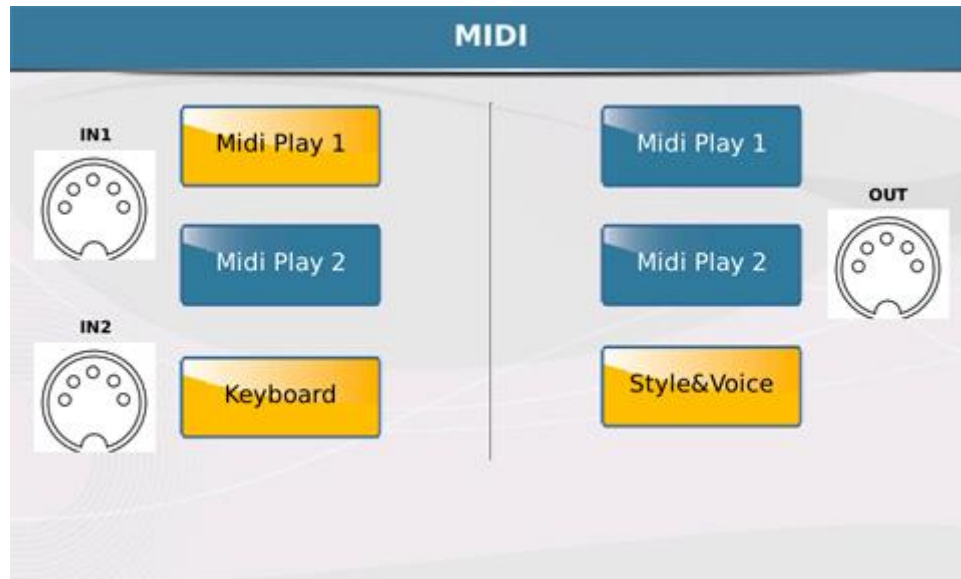 MIDI
IN1
Midi Play 1
Midi Play 2
IN2
Keyboard
Midi Play 1
Midi Play 2
OUT
Style&Voice